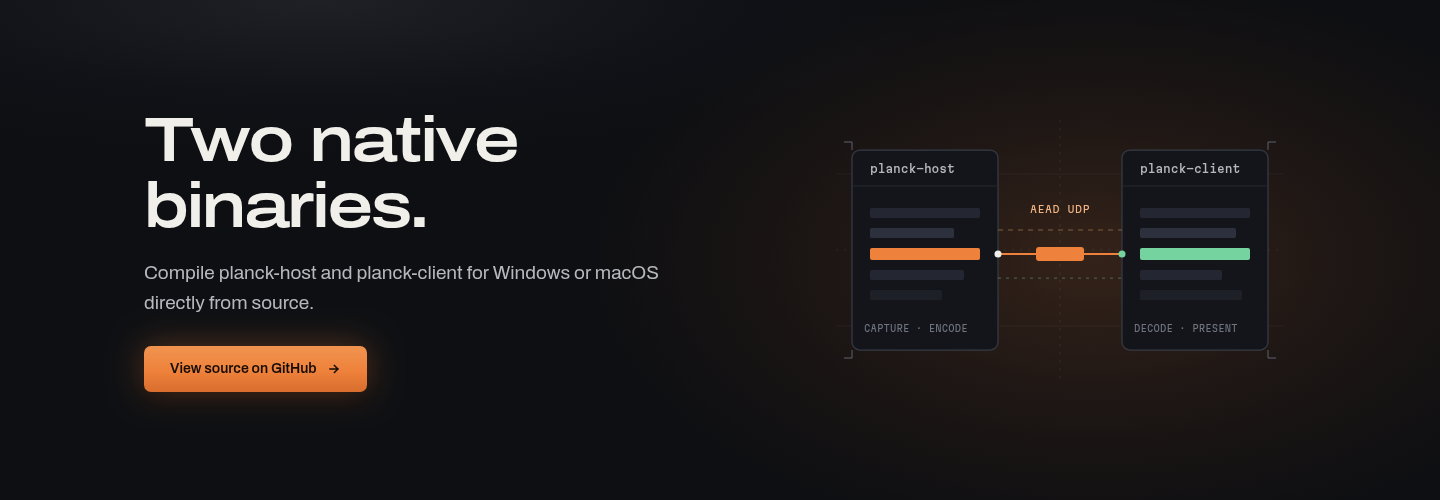 Two native
binaries.
Compile planck-host and planck-client for Windows or macOS
directly from source.
View source on GitHub →
planck-host
CAPTURE · ENCODE
AEAD UDP
planck-client
DECODE · PRESENT